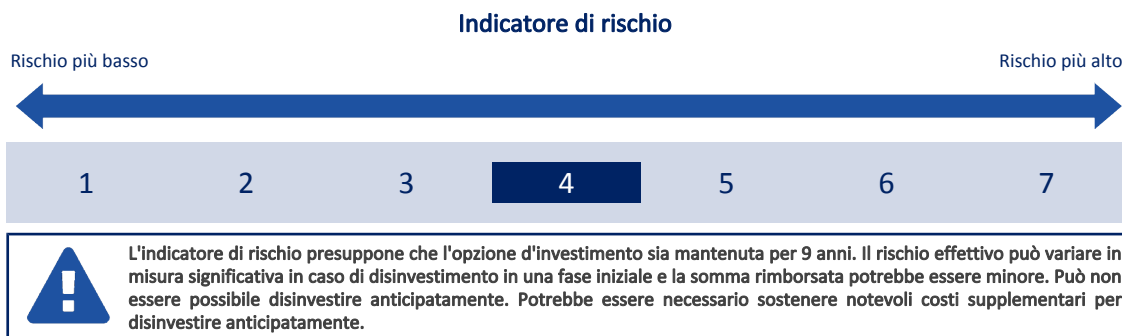 Indicatore di rischio
Rischio più basso
Rischio più alto
1 2 3 4 5 6 7
L'indicatore di rischio presuppone che l'opzione d'investimento sia mantenuta per 9 anni. Il rischio effettivo può variare in
misura significativa in caso di disinvestimento in una fase iniziale e la somma rimborsata potrebbe essere minore. Può non
essere possibile disinvestire anticipatamente. Potrebbe essere necessario sostenere notevoli costi supplementari per
disinvestire anticipatamente.